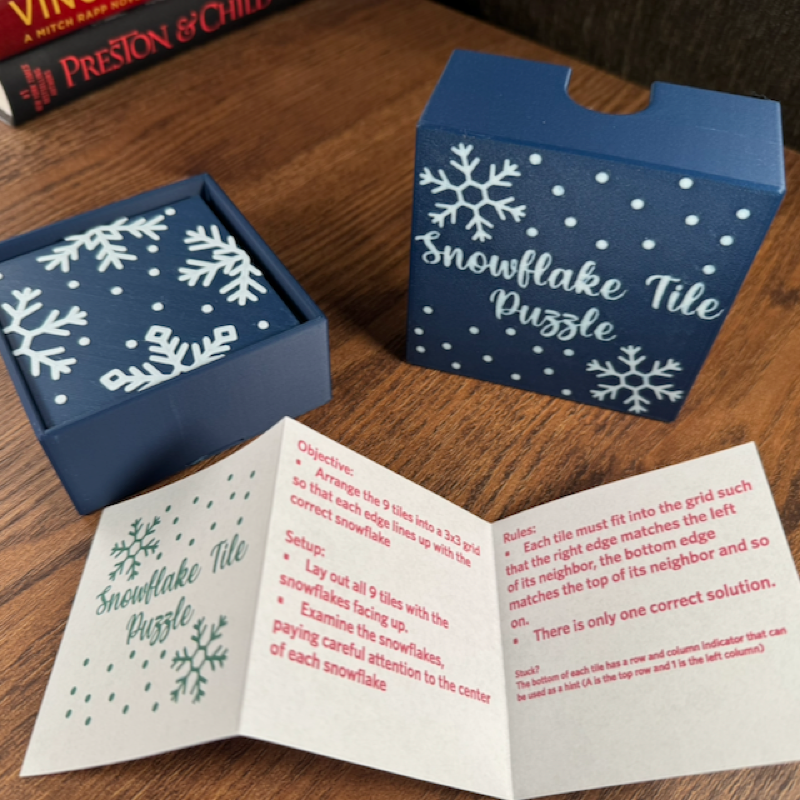 VINC
A MITCH RAPP NOVEL
PRESTON & CHILD
Snowflake Tile
Puzzle
Snowflake Tile
Puzzle
Objective:
• Arrange the 9 tiles into a 3x3 grid
so that each edge lines up with the
correct snowflake
Setup:
• Lay out all 9 tiles with the
snowflakes facing up.
• Examine the snowflakes,
paying careful attention to the center
of each snowflake
Rules:
• Each tile must fit into the grid such
that the right edge matches the left
of its neighbor, the bottom edge
matches the top of its neighbor and so
on.
• There is only one correct solution.
Stuck?
The bottom of each tile has a row and column indicator that can
be used as a hint (A is the top row and 1 is the left column)